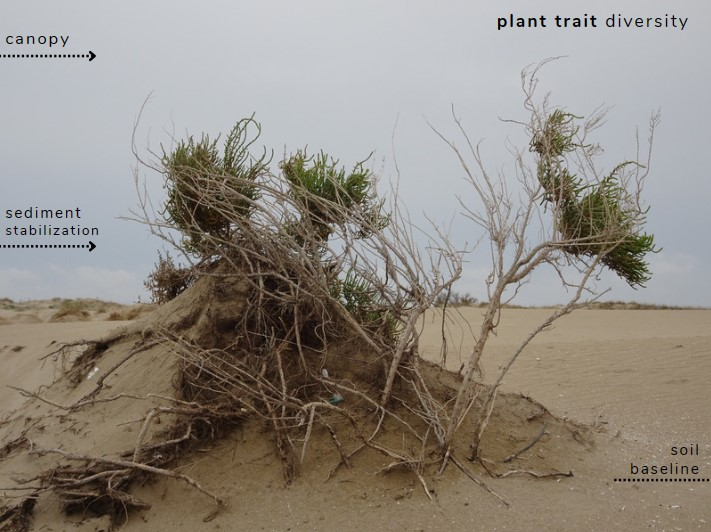 plant trait diversity
canopy
sediment
stabilization
soil
baseline